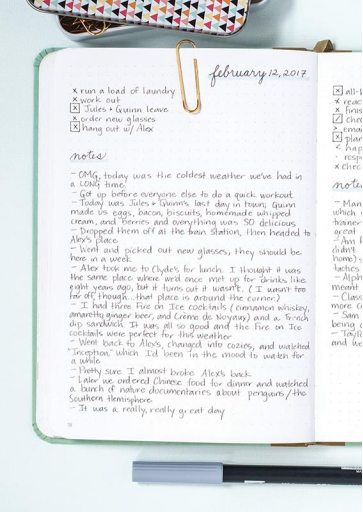 february 12, 2017
x run a load of laundry
x work out
x Jules + Quinn leave
x order new glasses
x hang out w/ Alex
notes
- OMG, today was the coldest weather we've had in
a LONG time.
- Got up before everyone else to do a quick workout
- Today was Jules + Quinn's last day in town; Quinn
made us eggs, bacon, biscuits, homemade whipped
cream, and berries and everything was SO delicious
- Dropped them off at the train station, then headed to
Alex's place
- Went and picked out new glasses, they should be
here in a week
- Alex took me to Clyde's for lunch. I thought it was
the same place where we'd once met up for drinks, like
eight years ago, but it turns out it wasn't. (I wasn't too
far off, though...that place is around the corner.)
- I had three Fire on Ice cocktails (cinnamon whiskey,
amaretto, ginger beer, and Crème de Noyaux) and a French
dip sandwich. It was all so good and the Fire on Ice
cocktails were perfect for this weather
- Went back to Alex's, changed into cozies, and watched
"Inception," which I'd been in the mood to watch for
a while
- Pretty sure I almost broke Alex's back
- Later we ordered Chinese food for dinner and watched
a bunch of nature documentaries about penguins/the
Southern Hemisphere
- It was a really, really great day
x all-
x reac
x finis
/ chec
> emai
x plan
< hap
- respo
x chec
note
- Man
which
hosier
great
- Ann
didn't
home)
tactics
- Alph
meant
- Class
more c
- Sam
being
- Taylo
and we